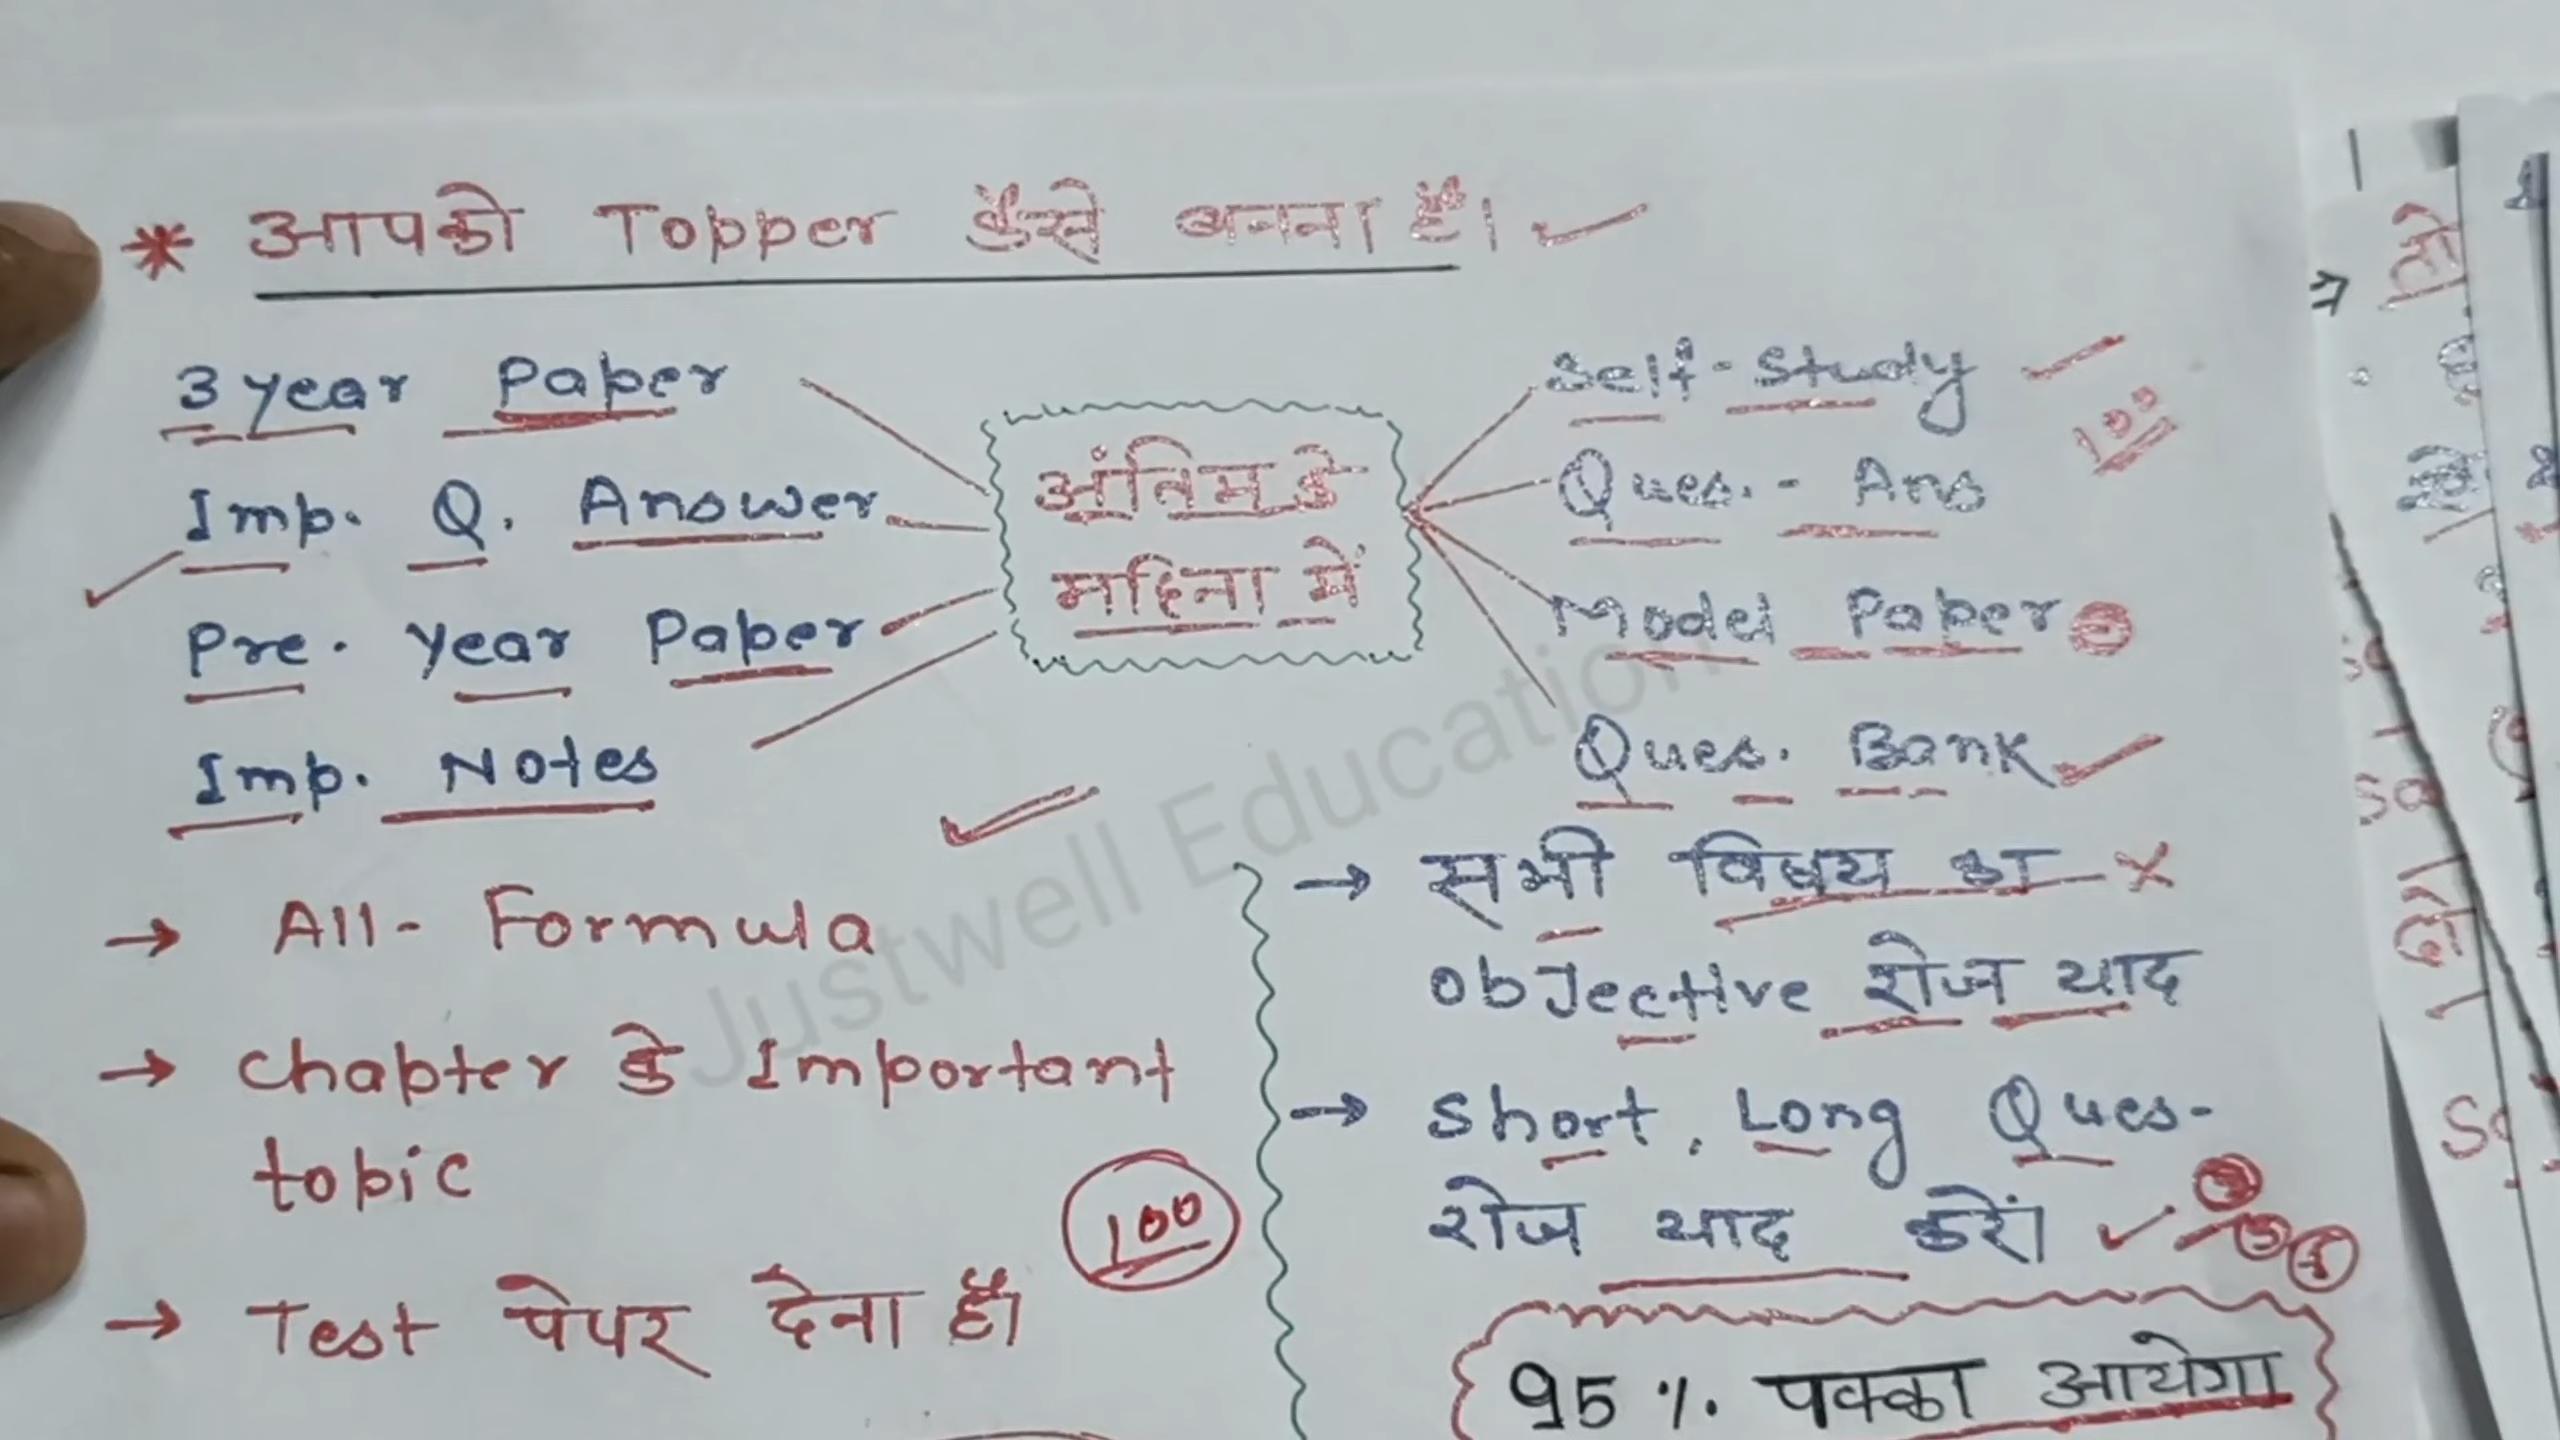 * आपको Topper कैसे बनना है। ✓
3 year Paper
Imp. Q. Answer
Pre. Year Paper
Imp. Notes
अंतिम के
महिना में
Self-Study
100
Ques. - Ans
Model Paper
Ques. Bank
→ All - Formula
→ Chapter के Important
topic
→ Test पेपर देना है।
100
→ सभी विषय का
objective रोज याद
→ Short, Long Ques-
रोज याद करें।
95 %. पक्का आयेगा
Justwell Education